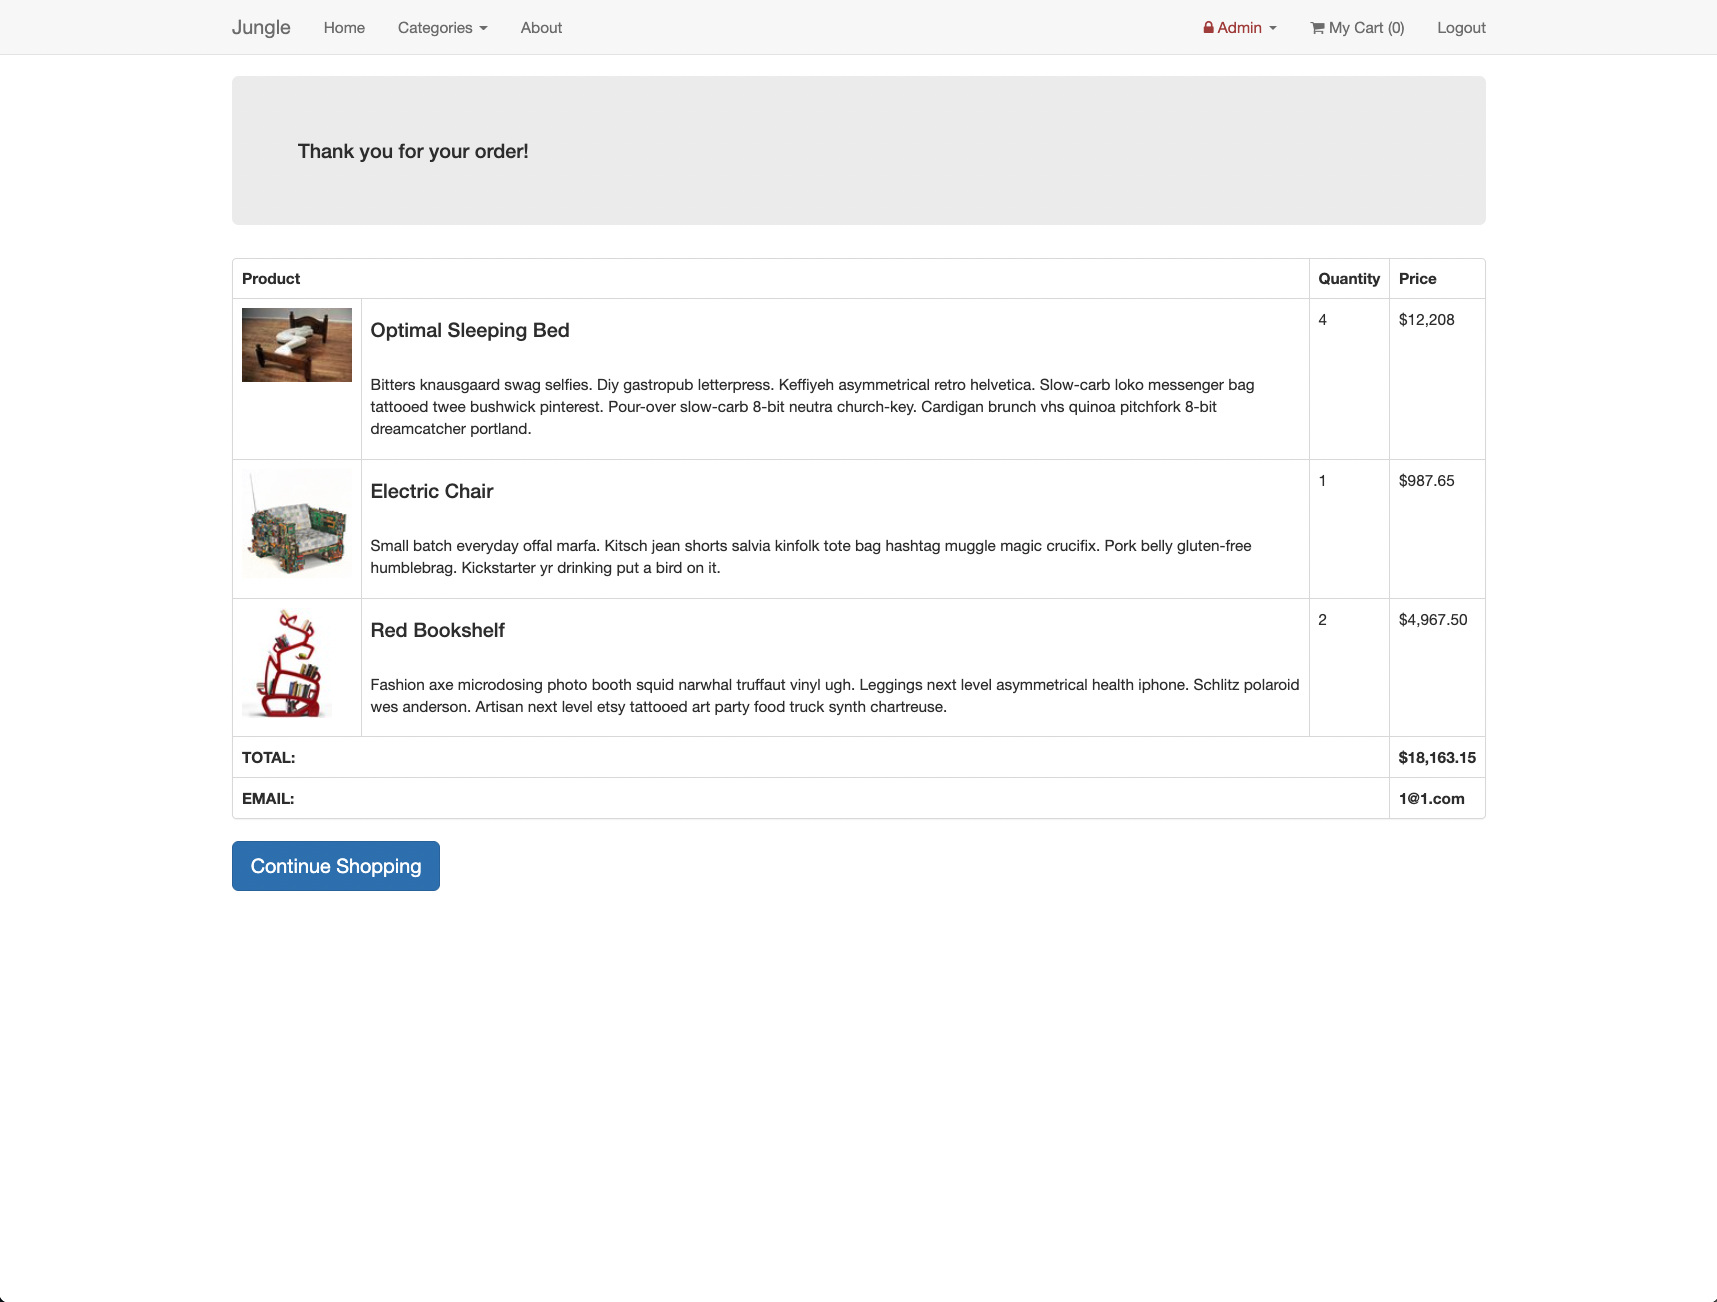 Jungle Home Categories About Admin My Cart (0) Logout
Thank you for your order!
Product Quantity Price
Optimal Sleeping Bed 4 $12,208
Bitters knausgaard swag selfies. Diy gastropub letterpress. Keffiyeh asymmetrical retro helvetica. Slow-carb loko messenger bag
tattooed twee bushwick pinterest. Pour-over slow-carb 8-bit neutra church-key. Cardigan brunch vhs quinoa pitchfork 8-bit
dreamcatcher portland.
Electric Chair 1 $987.65
Small batch everyday offal marfa. Kitsch jean shorts salvia kinfolk tote bag hashtag muggle magic crucifix. Pork belly gluten-free
humblebrag. Kickstarter yr drinking put a bird on it.
Red Bookshelf 2 $4,967.50
Fashion axe microdosing photo booth squid narwhal truffaut vinyl ugh. Leggings next level asymmetrical health iphone. Schlitz polaroid
wes anderson. Artisan next level etsy tattooed art party food truck synth chartreuse.
TOTAL: $18,163.15
EMAIL: 1@1.com
Continue Shopping